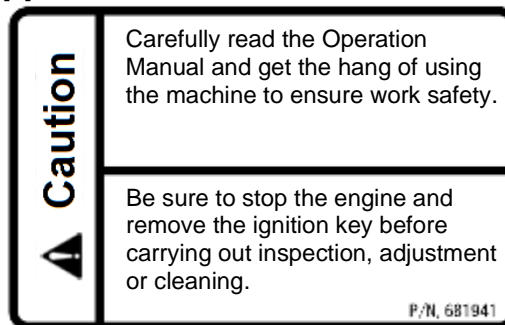 Caution
Carefully read the Operation
Manual and get the hang of using
the machine to ensure work safety.
Be sure to stop the engine and
remove the ignition key before
carrying out inspection, adjustment
or cleaning.
P/N, 681941